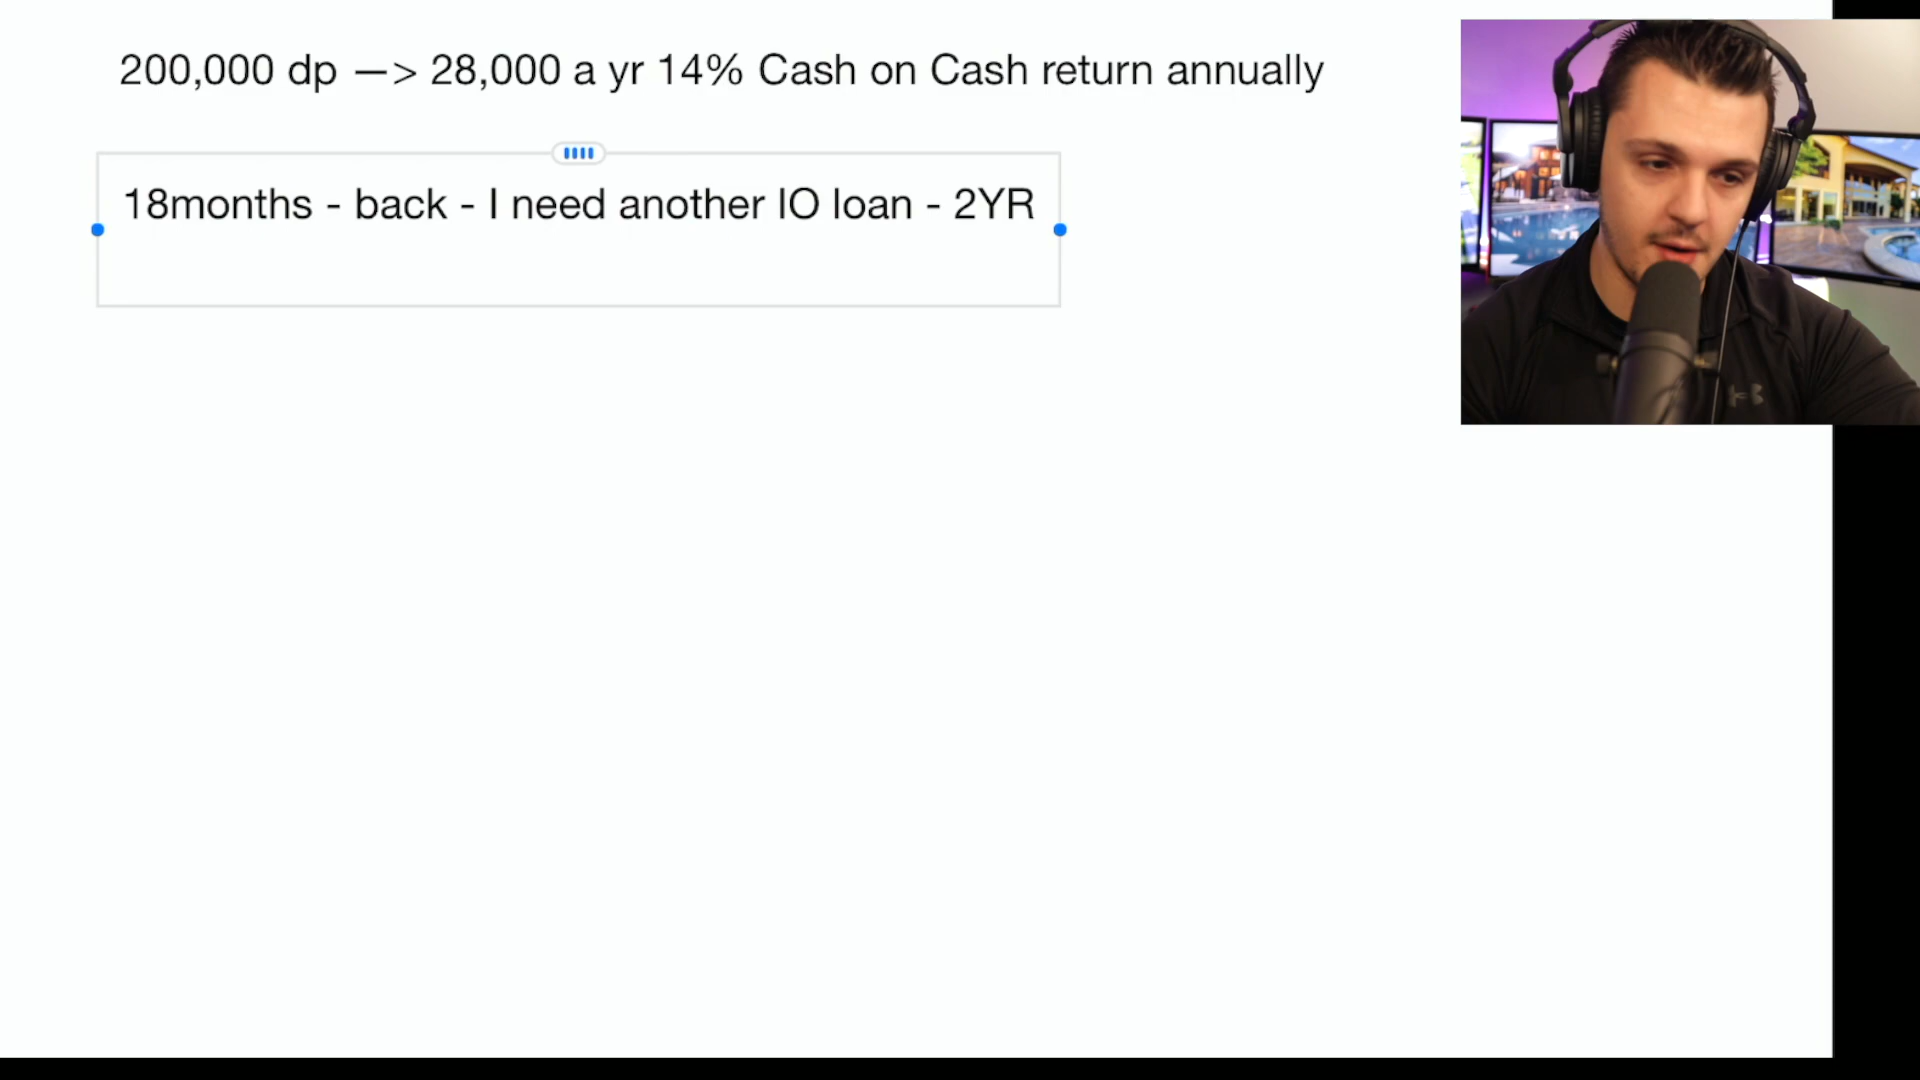 200,000 dp —> 28,000 a yr 14% Cash on Cash return annually
18months - back - I need another IO loan - 2YR